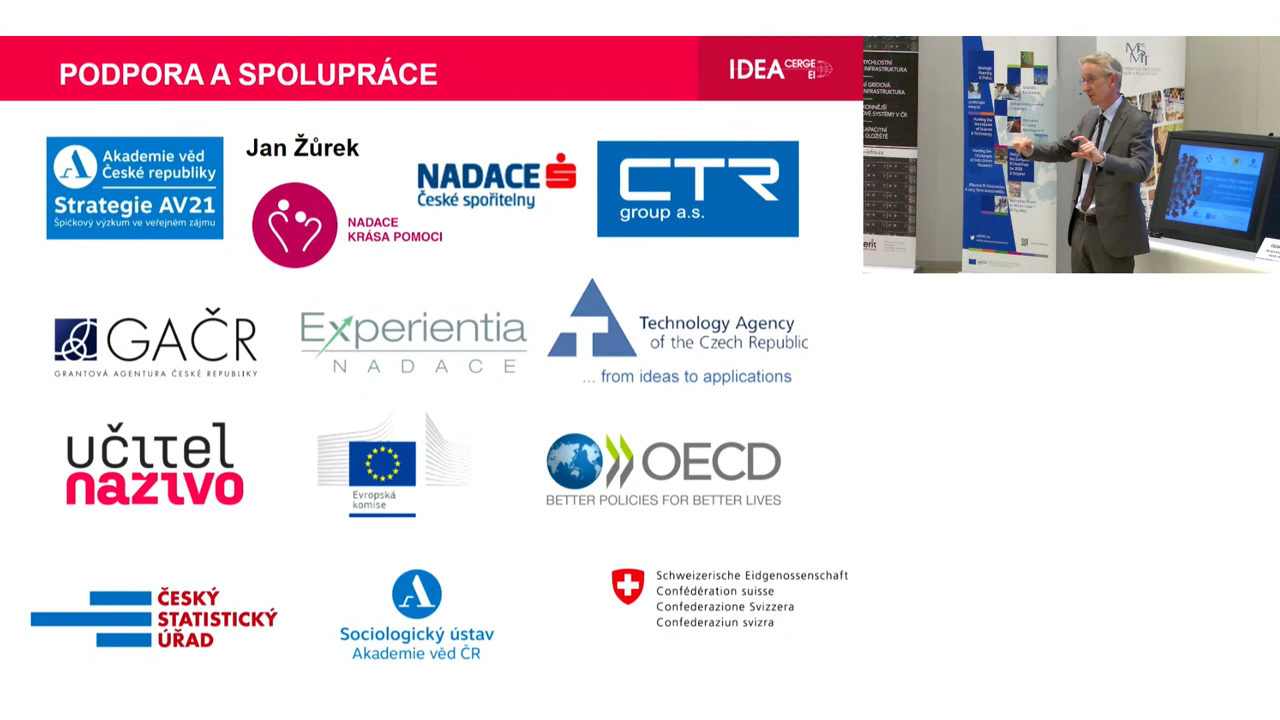 PODPORA A SPOLUPRÁCE
IDEA CERGE
EI
Akademie věd
České republiky
Strategie AV21
Špičkový výzkum ve veřejném zájmu
Jan Žůrek
NADACE
KRÁSA POMOCI
NADACE
České spořitelny
CTR
group a.s.
GAČR
GRANTOVÁ AGENTURA ČESKÉ REPUBLIKY
Experientia
NADACE
Technology Agency
of the Czech Republic
... from ideas to applications
učitel
naživo
Evropská
komise
OECD
BETTER POLICIES FOR BETTER LIVES
ČESKÝ
STATISTICKÝ
ÚŘAD
Sociologický ústav
Akademie věd ČR
Schweizerische Eidgenossenschaft
Confédération suisse
Confederazione Svizzera
Confederaziun svizra